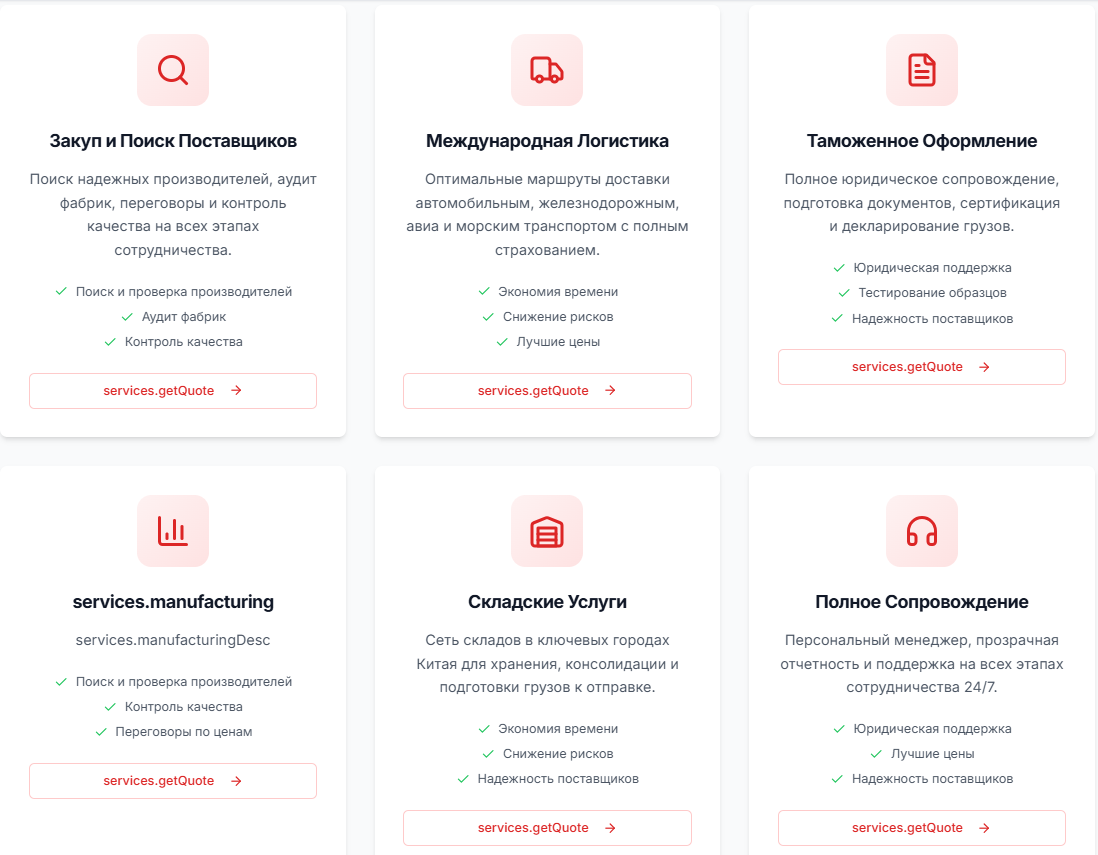 Закуп и Поиск Поставщиков
Поиск надежных производителей, аудит
фабрик, переговоры и контроль
качества на всех этапах
сотрудничества.
Поиск и проверка производителей
Аудит фабрик
Контроль качества
services.getQuote
Международная Логистика
Оптимальные маршруты доставки
автомобильным, железнодорожным,
авиа и морским транспортом с полным
страхованием.
Экономия времени
Снижение рисков
Лучшие цены
services.getQuote
Таможенное Оформление
Полное юридическое сопровождение,
подготовка документов, сертификация
и декларирование грузов.
Юридическая поддержка
Тестирование образцов
Надежность поставщиков
services.getQuote
services.manufacturing
services.manufacturingDesc
Поиск и проверка производителей
Контроль качества
Переговоры по ценам
services.getQuote
Складские Услуги
Сеть складов в ключевых городах
Китая для хранения, консолидации и
подготовки грузов к отправке.
Экономия времени
Снижение рисков
Надежность поставщиков
services.getQuote
Полное Сопровождение
Персональный менеджер, прозрачная
отчетность и поддержка на всех этапах
сотрудничества 24/7.
Юридическая поддержка
Лучшие цены
Надежность поставщиков
services.getQuote